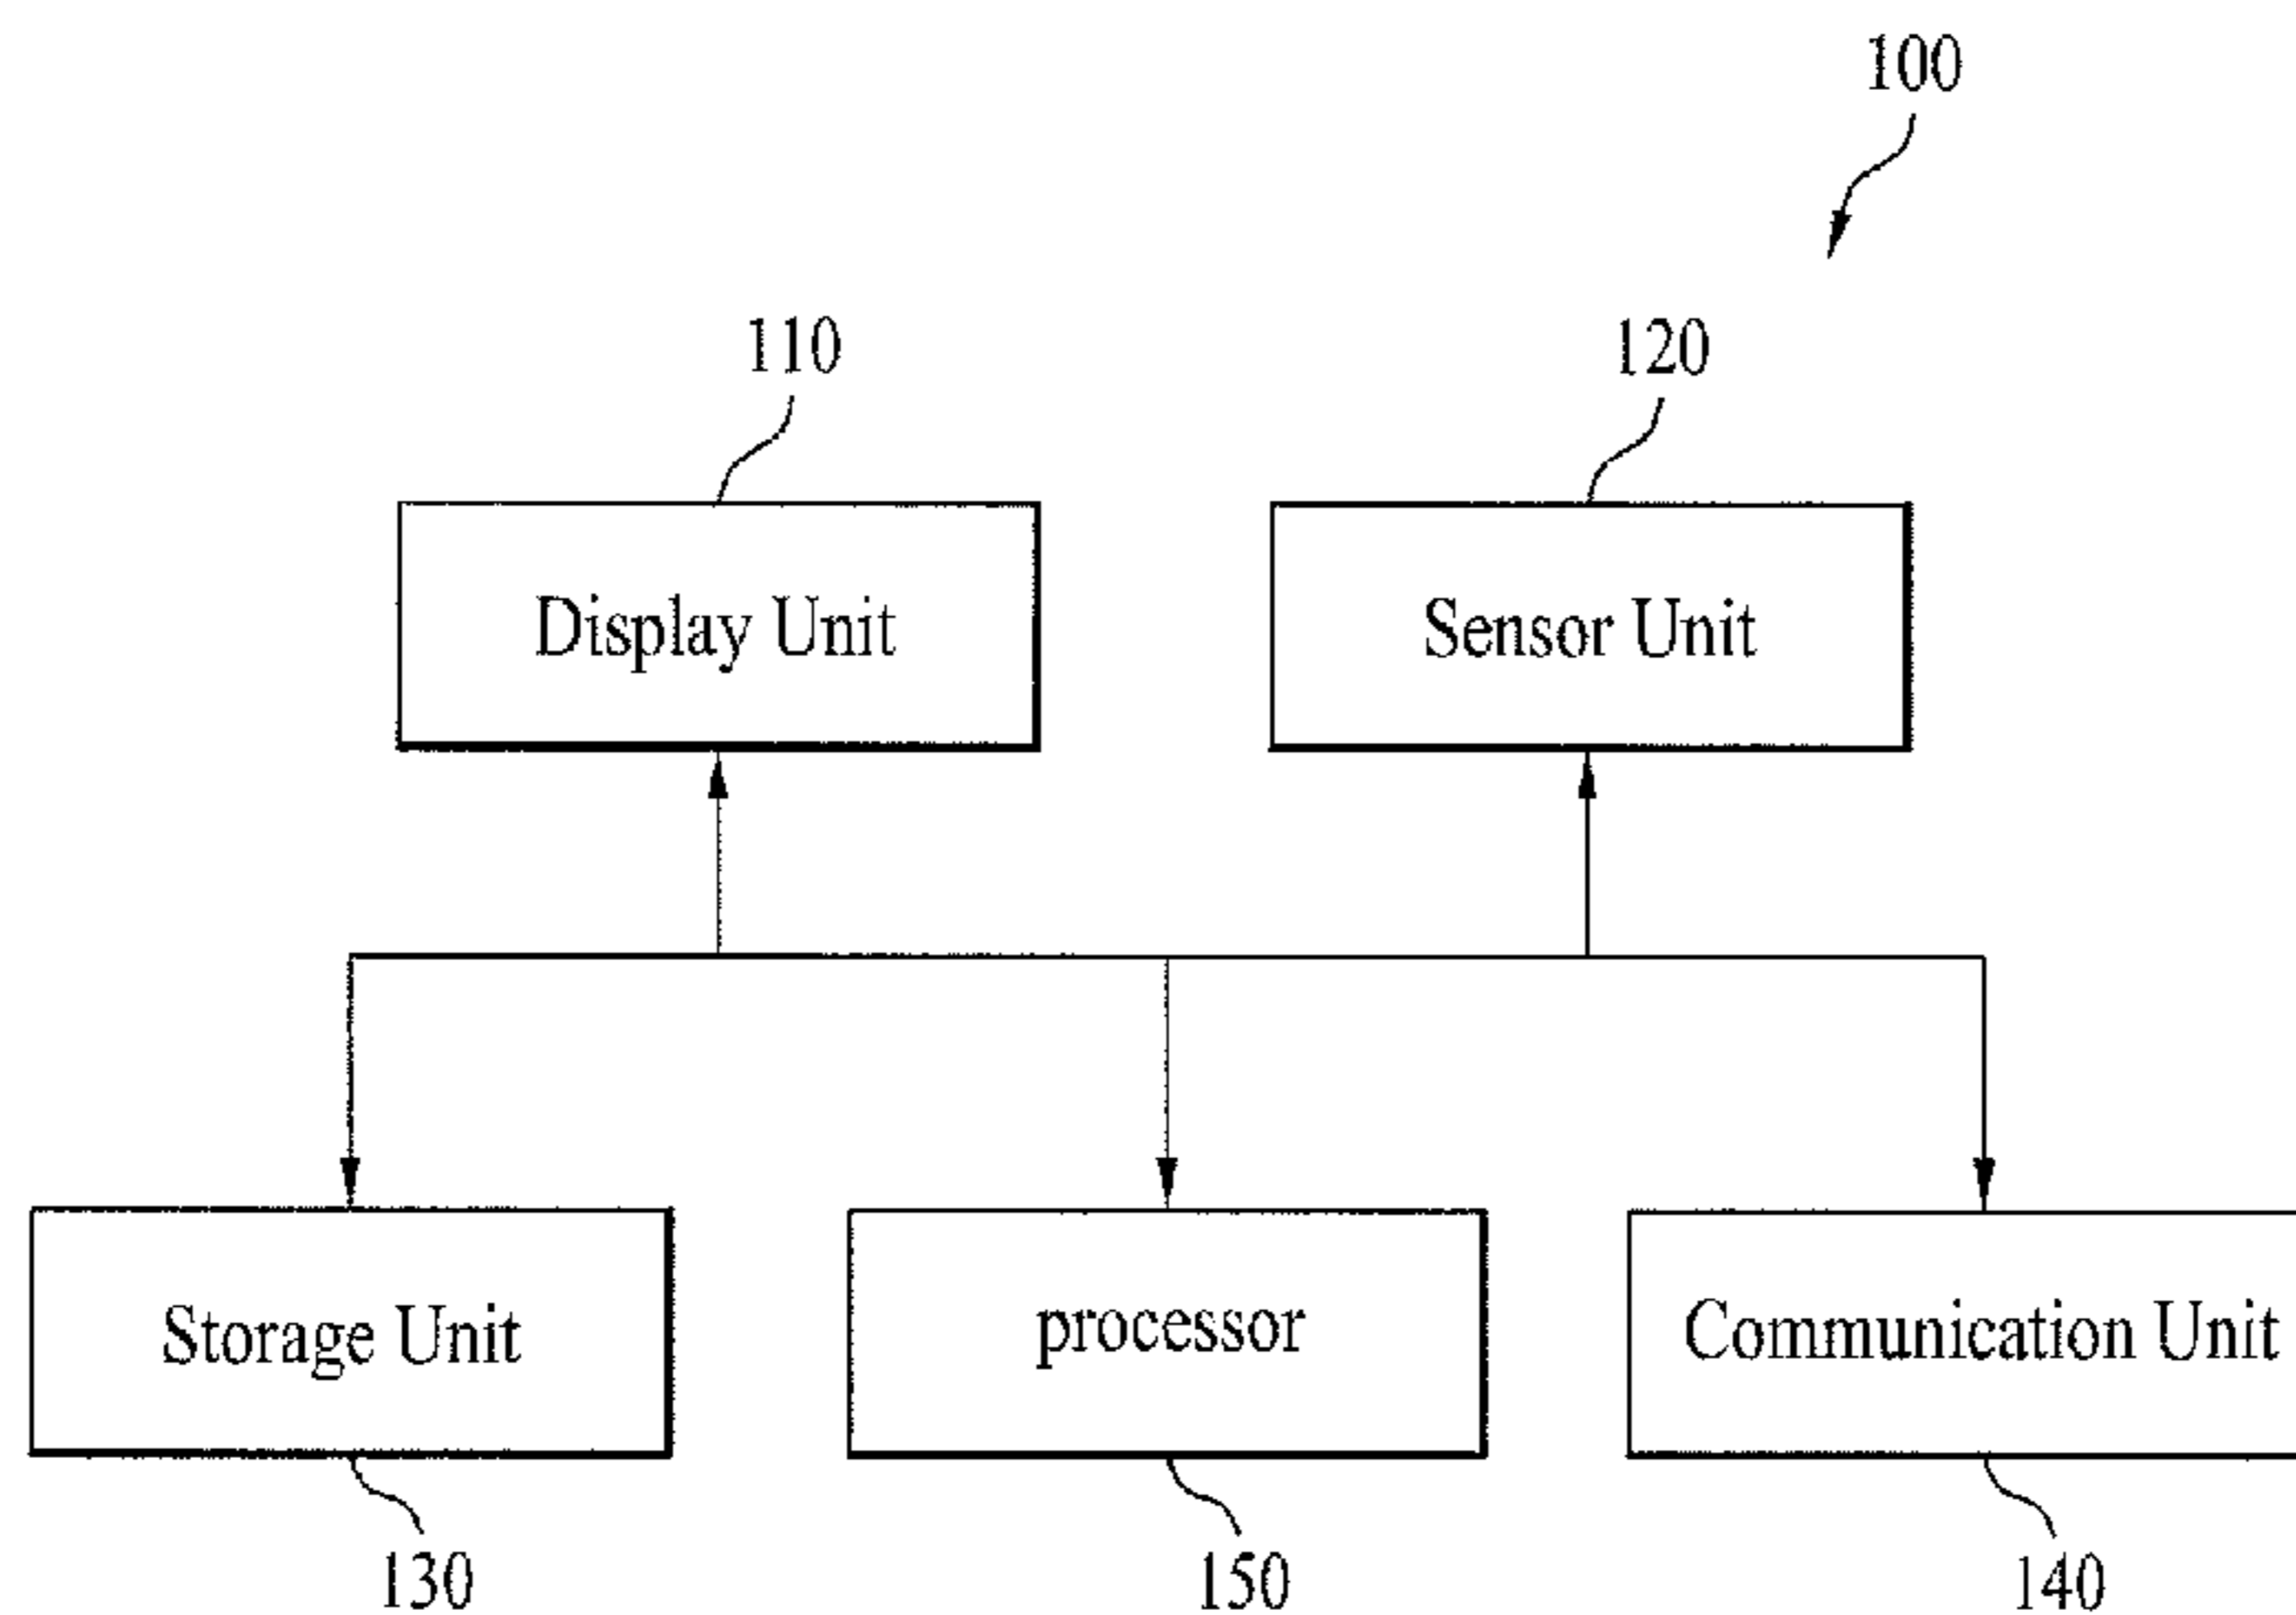 100
110
120
Display Unit
Sensor Unit
Storage Unit
processor
Communication Unit
130
150
140